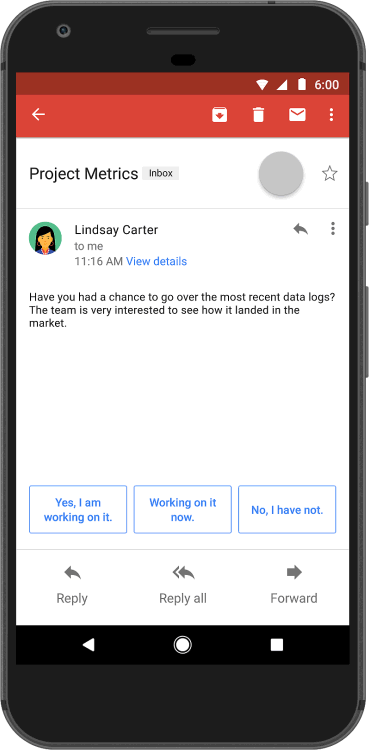 6:00
Project Metrics Inbox
Lindsay Carter
to me
11:16 AM View details
Have you had a chance to go over the most recent data logs?
The team is very interested to see how it landed in the
market.
Yes, I am
working on it.
Working on it
now.
No, I have not.
Reply
Reply all
Forward